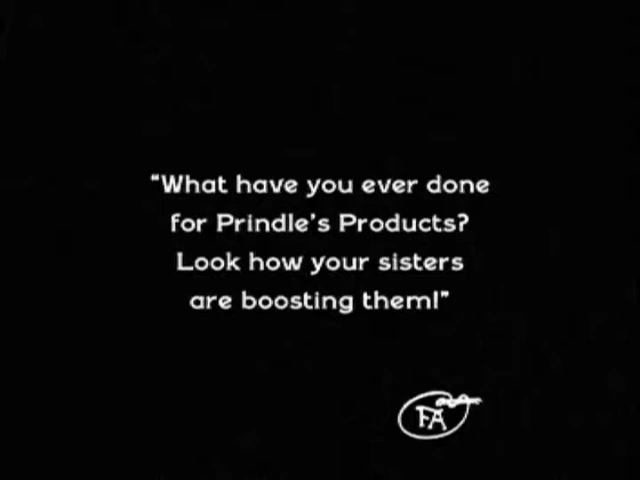 “What have you ever done
for Prindle's Products?
Look how your sisters
are boosting them!”
FA